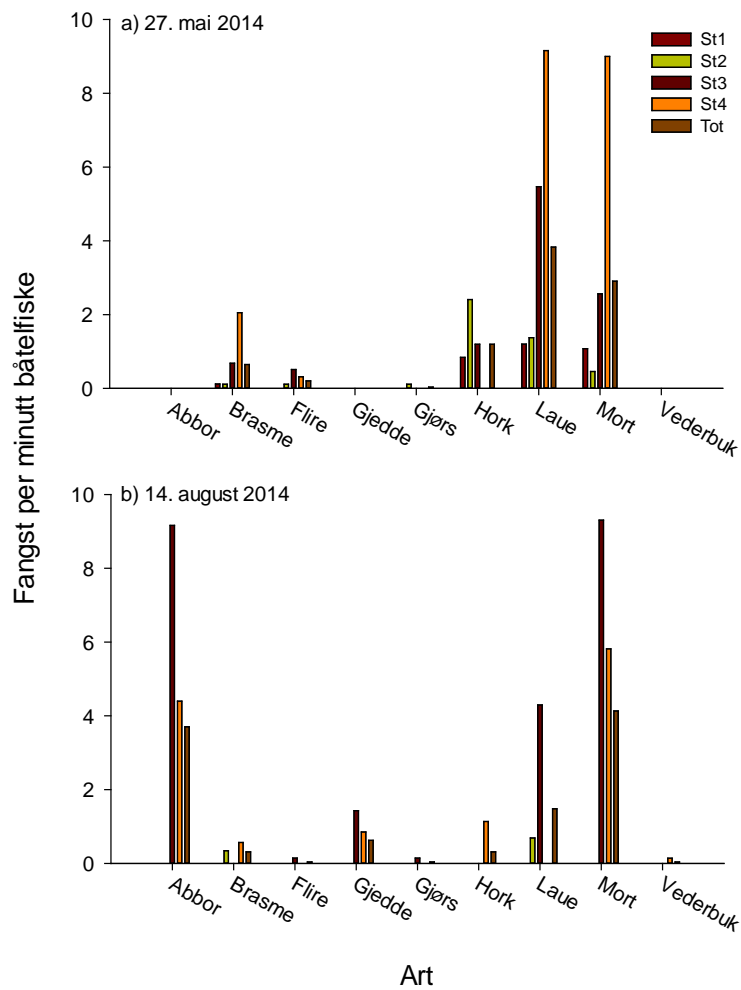 a) 27. mai 2014
St1
St2
St3
St4
Tot
10
8
6
4
2
0
Abbor
Brasme
Flire
Gjedde
Gjørs
Hork
Laue
Mort
Vederbuk
Fangst per minutt båtelfiske
b) 14. august 2014
10
8
6
4
2
0
Abbor
Brasme
Flire
Gjedde
Gjørs
Hork
Laue
Mort
Vederbuk
Art